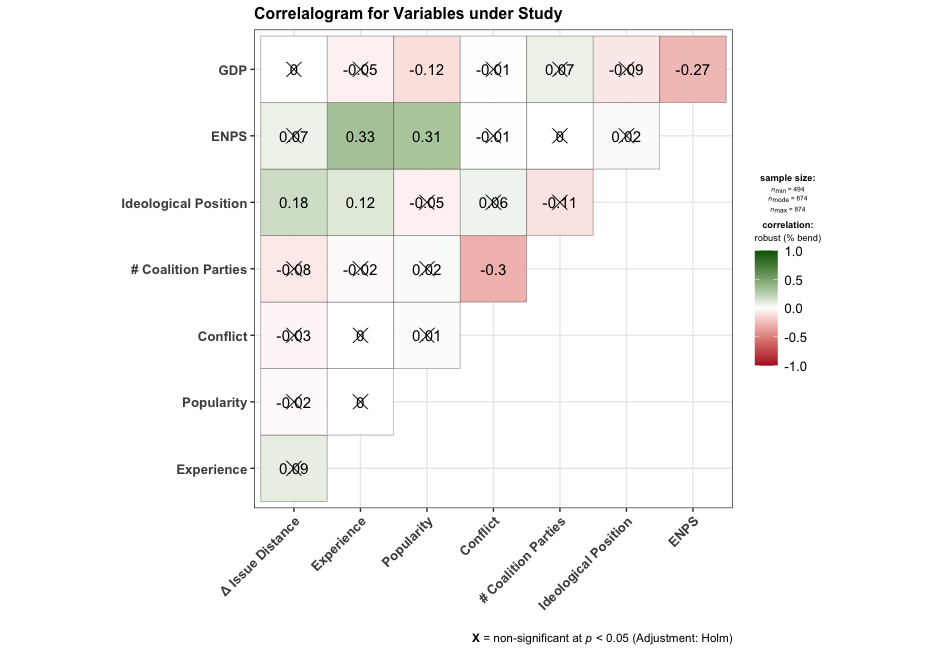 Correlalogram for Variables under Study
GDP 0 -0.05 -0.12 -0.01 0.07 -0.09 -0.27
ENPS 0.07 0.33 0.31 -0.01 0 0.02
Ideological Position 0.18 0.12 -0.05 0.06 -0.11
# Coalition Parties -0.08 -0.02 0.02 -0.3
Conflict -0.03 0 0.01
Popularity -0.02 0
Experience 0.09
Δ Issue Distance
Experience
Popularity
Conflict
# Coalition Parties
Ideological Position
ENPS
sample size:
nmin = 494
nmode = 874
nmax = 874
correlation:
robust (% bend)
1.0
0.5
0.0
-0.5
-1.0
X = non-significant at p < 0.05 (Adjustment: Holm)